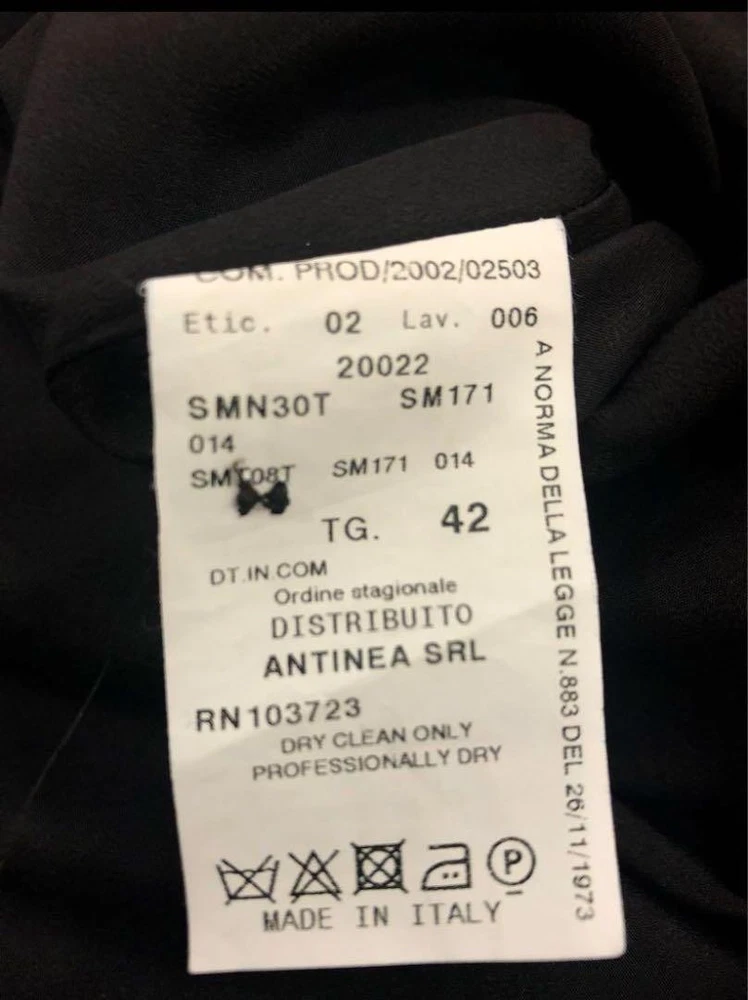 COM. PROD/2002/02503
Etic. 02 Lav. 006
20022
SMN30T SM171
014
SMT08T SM171 014
TG. 42
DT.IN.COM
Ordine stagionale
DISTRIBUITO
ANTINEA SRL
RN103723
DRY CLEAN ONLY
PROFESSIONALLY DRY
P
MADE IN ITALY
A NORMA DELLA LEGGE N.883 DEL 26/11/1973